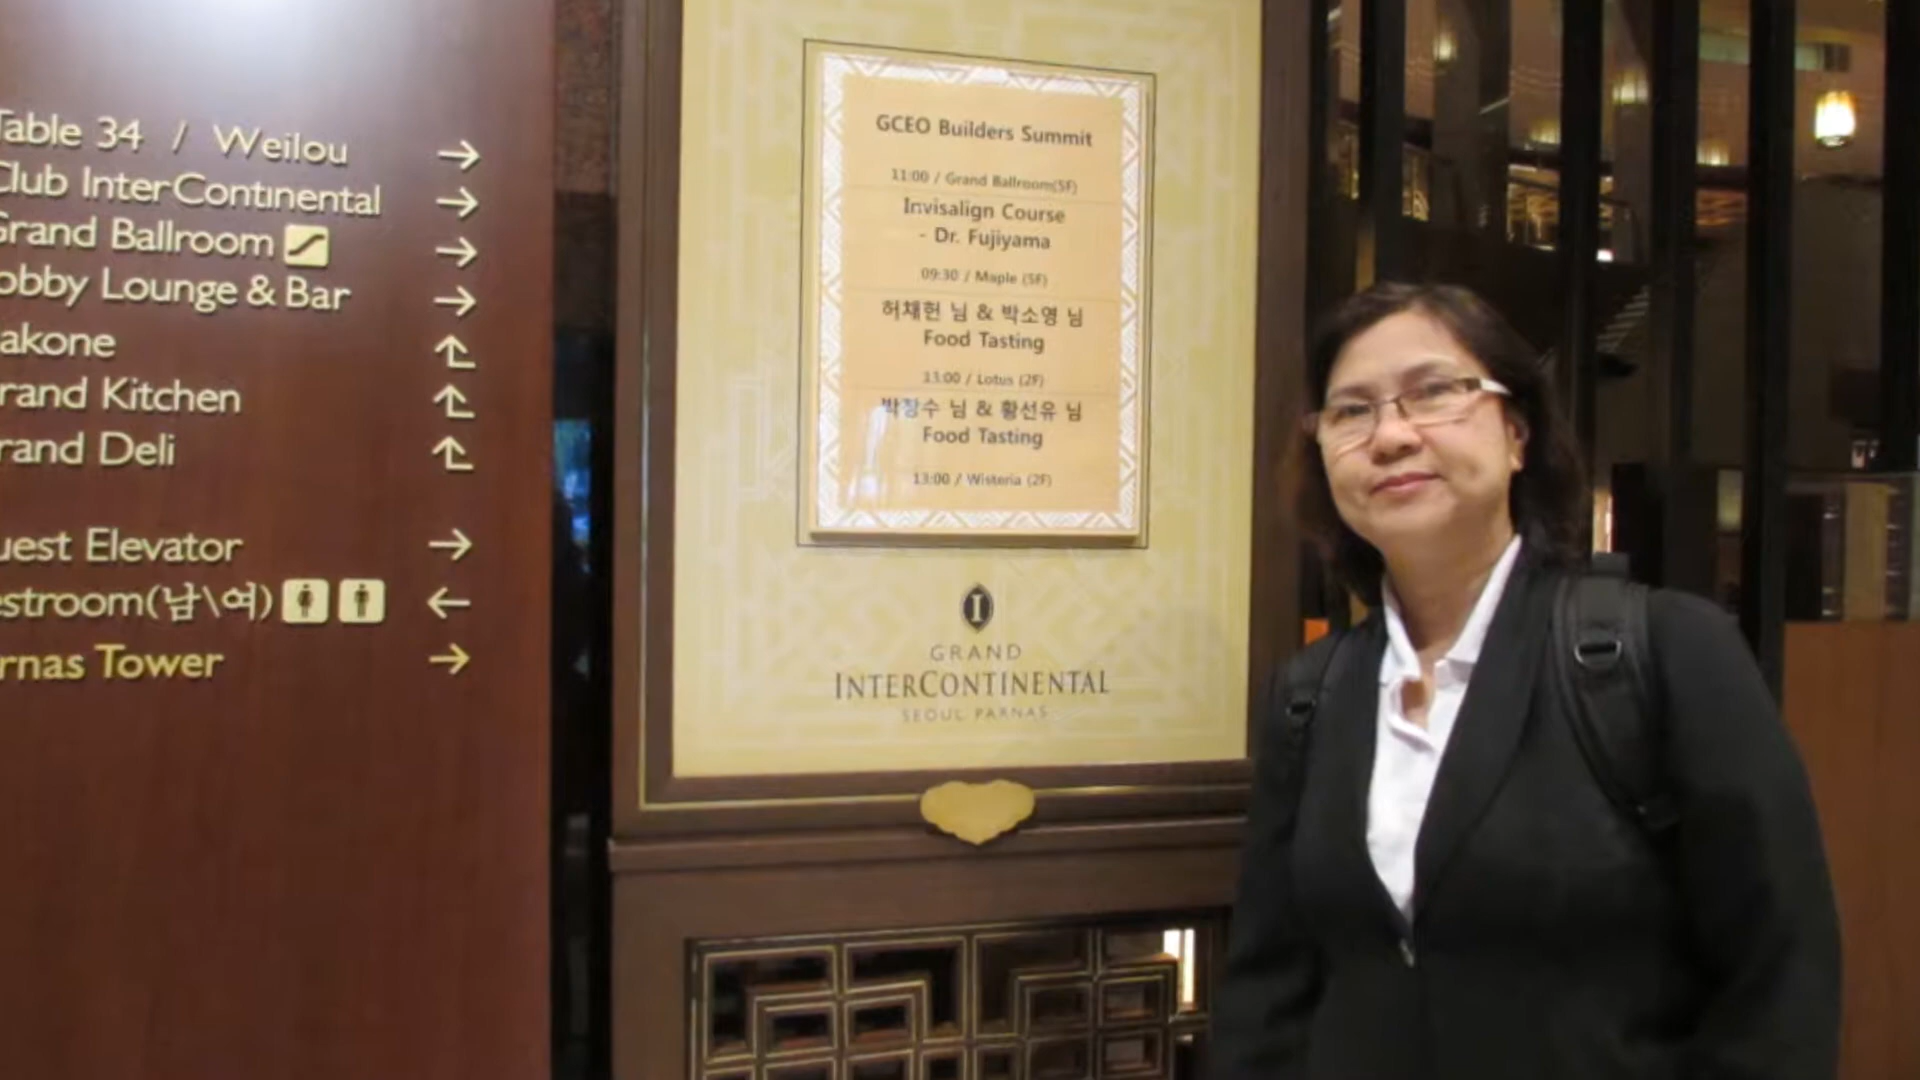 Table 34 / Weilou →
Club InterContinental →
Grand Ballroom →
obby Lounge & Bar →
akone
rand Kitchen
rand Deli
uest Elevator →
estroom(남\여) ←
rnas Tower →
GCEO Builders Summit
11:00 / Grand Ballroom(5F)
Invisalign Course
- Dr. Fujiyama
09:30 / Maple (5F)
허채헌 님 & 박소영 님
Food Tasting
13:00 / Lotus (2F)
박장수 님 & 황선유 님
Food Tasting
13:00 / Wisteria (2F)
I
GRAND
INTERCONTINENTAL
SEOUL PARNAS